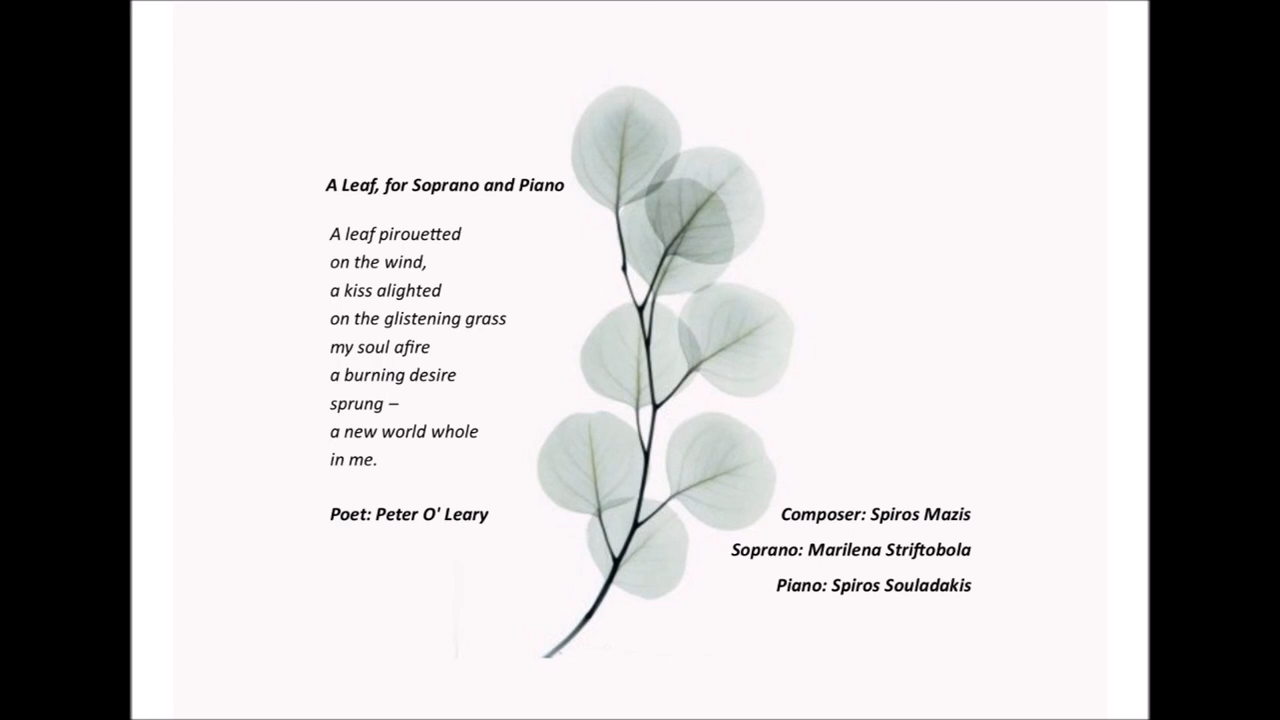 A Leaf, for Soprano and Piano
A leaf pirouetted
on the wind,
a kiss alighted
on the glistening grass
my soul afire
a burning desire
sprung –
a new world whole
in me.
Poet: Peter O' Leary
Composer: Spiros Mazis
Soprano: Marilena Striftobola
Piano: Spiros Souladakis